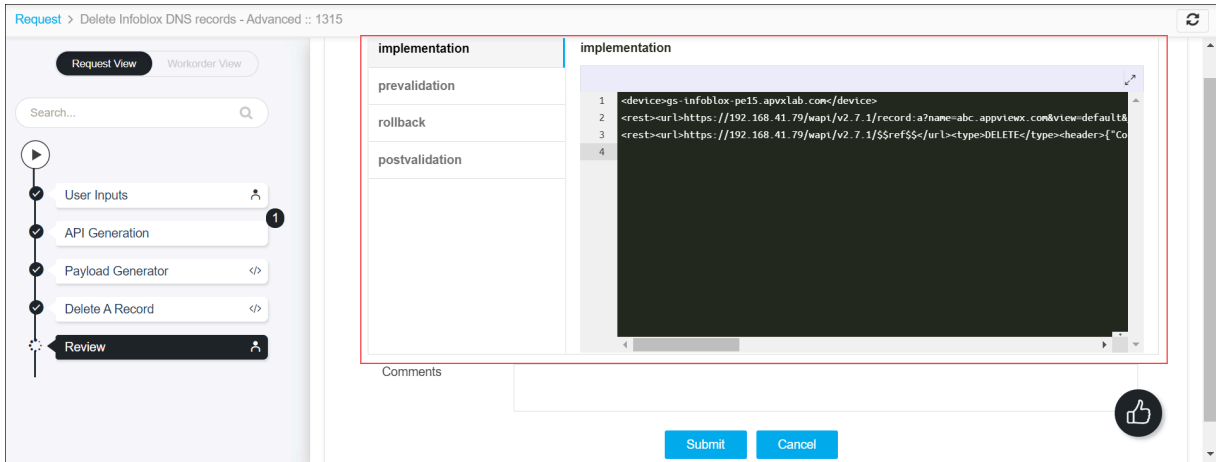 Request > Delete Infoblox DNS records - Advanced :: 1315
Request View
Workorder View
Search...
User Inputs
1
API Generation
Payload Generator
</>
Delete A Record
</>
Review
implementation
prevalidation
rollback
postvalidation
implementation
1 <device>gs-infoblox-pe15.apvxlab.com</device>
2 <rest><url>https://192.168.41.79/wapi/v2.7.1/record:a?name=abc.appviewx.com&view=default&
3 <rest><url>https://192.168.41.79/wapi/v2.7.1/$$ref$$</url><type>DELETE</type><header>{"Co
4
Comments
Submit
Cancel